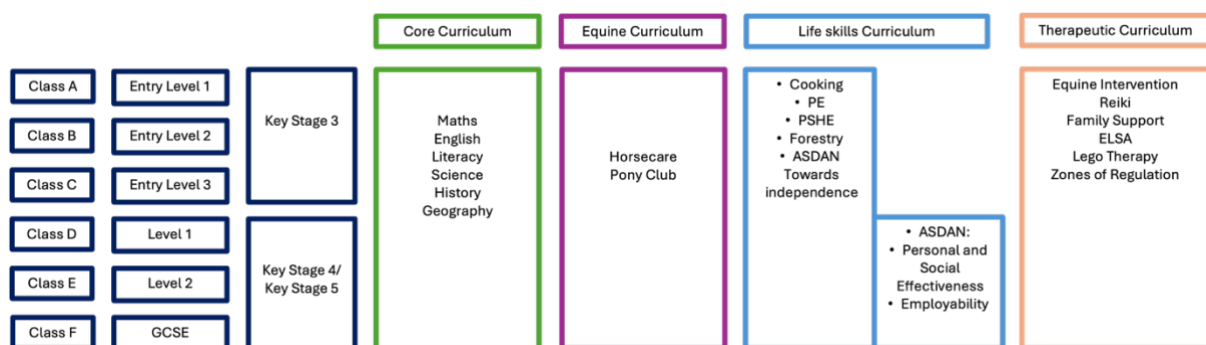 Core Curriculum
Equine Curriculum
Life skills Curriculum
Therapeutic Curriculum
Class A
Entry Level 1
Class B
Entry Level 2
Class C
Entry Level 3
Key Stage 3
Class D
Level 1
Class E
Level 2
Class F
GCSE
Key Stage 4/
Key Stage 5
Maths
English
Literacy
Science
History
Geography
Horsecare
Pony Club
• Cooking
• PE
• PSHE
• Forestry
• ASDAN
Towards
independence
• ASDAN:
• Personal and
Social
Effectiveness
• Employability
Equine Intervention
Reiki
Family Support
ELSA
Lego Therapy
Zones of Regulation